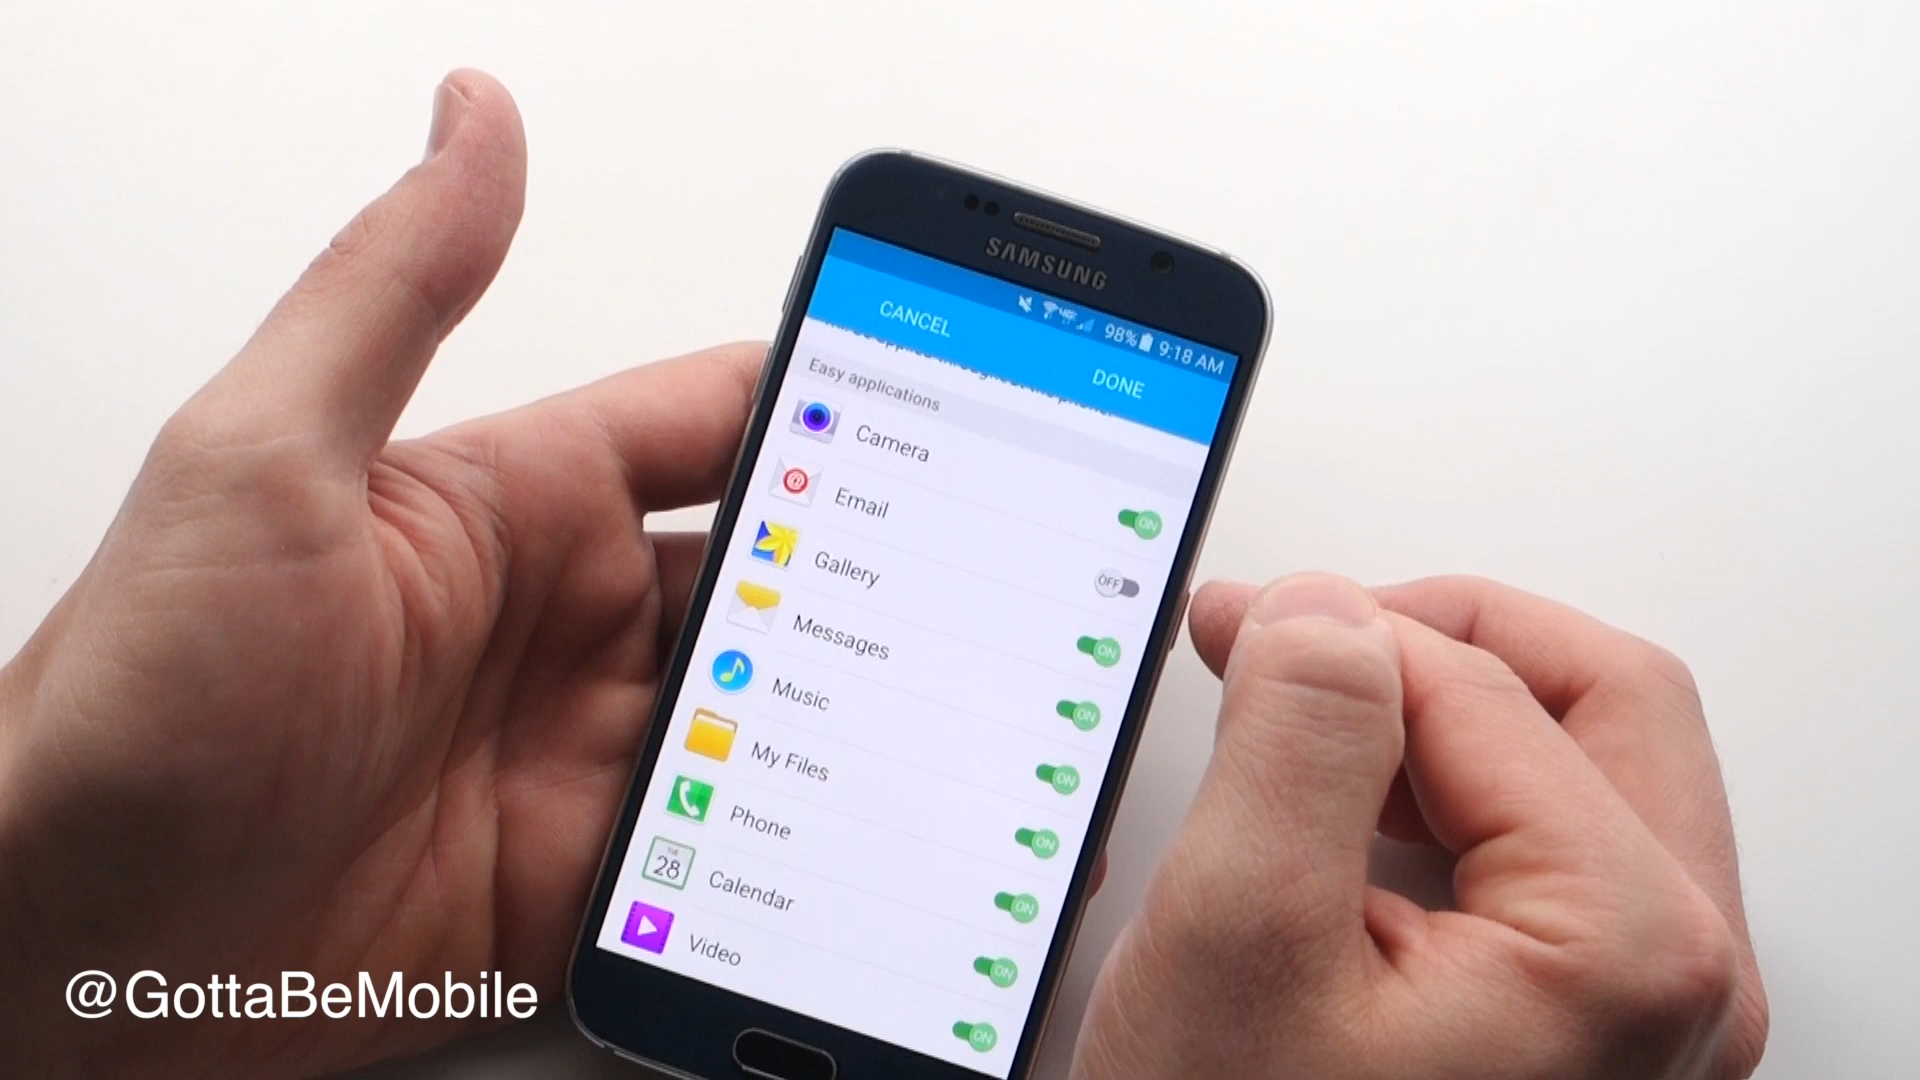 SAMSUNG
98% 9:18 AM
CANCEL
DONE
Easy applications
Camera
ON
Email
OFF
Gallery
ON
Messages
ON
Music
ON
My Files
ON
Phone
ON
28
Calendar
ON
Video
ON
@GottaBeMobile